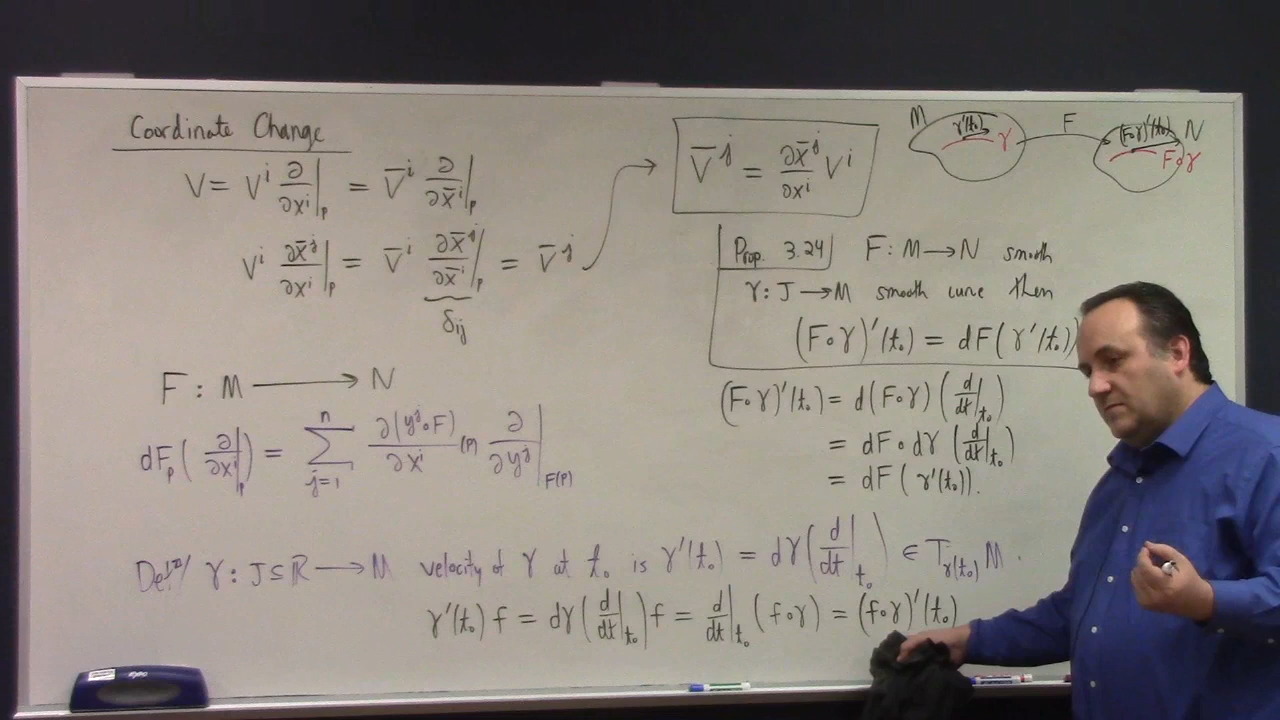 Coordinate Change
V = V^i ∂/∂x^i|_p = V̄^i ∂/∂x̄^i|_p
V^i ∂x̄^j/∂x^i|_p = V̄^i ∂x̄^j/∂x̄^i|_p = V̄^j
δ_ij
F : M ⟶ N
dF_p( ∂/∂x^i|_p ) = ∑_{j=1}^n ∂(y^j∘F)/∂x^i (p) ∂/∂y^j|_{F(p)}
V̄^j = ∂x̄^j/∂x^i V^i
M γ'(t₀) γ F (F∘γ)'(t₀) N F∘γ
Prop. 3.24 F : M ⟶ N smooth
γ : J ⟶ M smooth curve then
(F∘γ)'(t₀) = dF( γ'(t₀))
(F∘γ)'(t₀) = d(F∘γ)( d/dt|_{t₀} )
= dF∘dγ( d/dt|_{t₀} )
= dF( γ'(t₀)).
Defⁿ/ γ : J ⊆ ℝ ⟶ M velocity of γ at t₀ is γ'(t₀) = dγ( d/dt|_{t₀} ) ∈ T_{γ(t₀)} M .
γ'(t₀) f = dγ( d/dt|_{t₀} ) f = d/dt|_{t₀} (f∘γ) = (f∘γ)'(t₀)